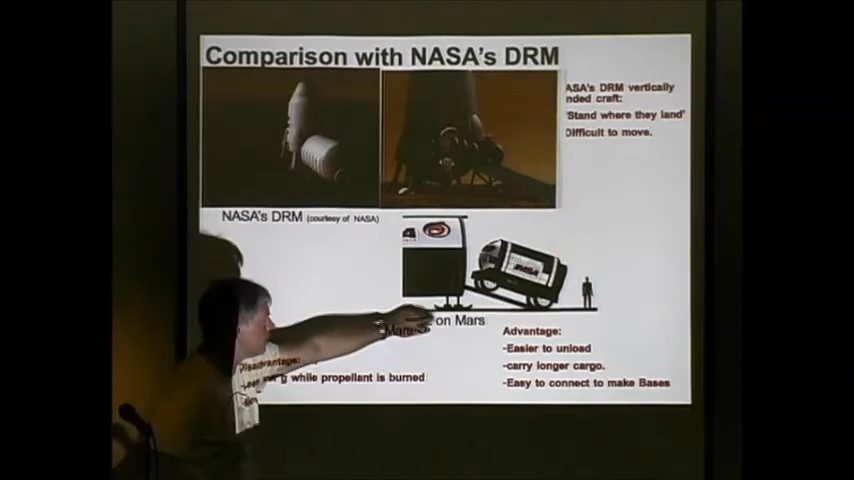 Comparison with NASA's DRM
ASA's DRM vertically
nded craft:
'Stand where they land'
Difficult to move.
NASA's DRM (courtesy of NASA)
NASA
on Mars
Advantage:
-Easier to unload
-carry longer cargo.
-Easy to connect to make Bases
Disadvantage:
g while propellant is burned